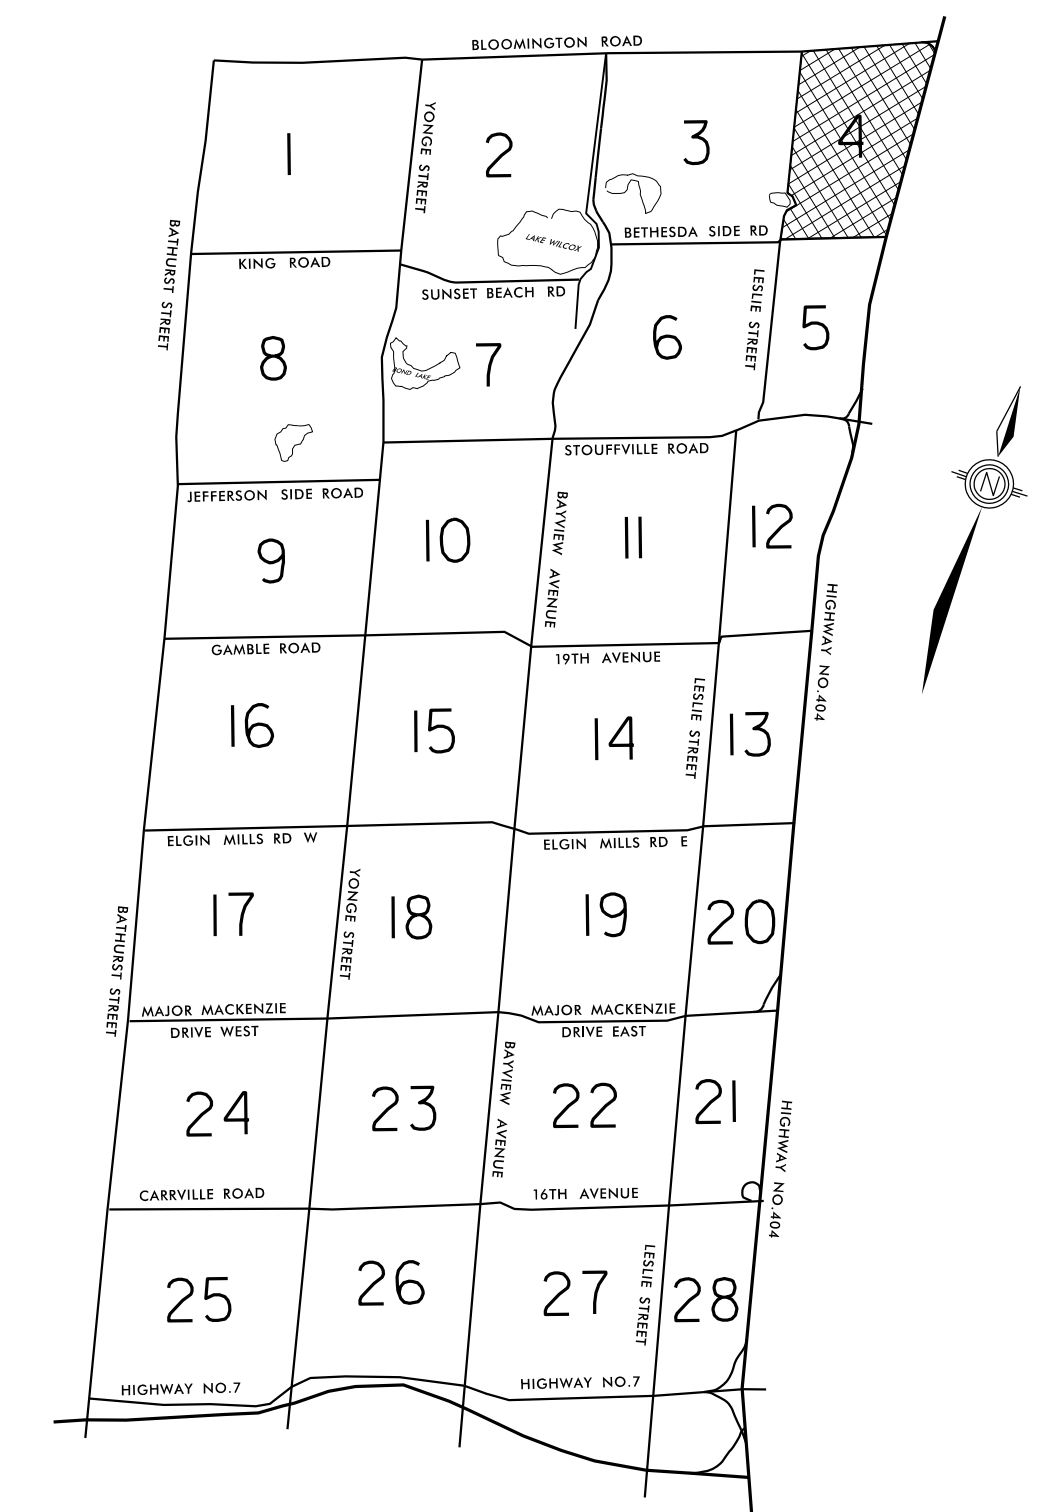 BLOOMINGTON ROAD
1
YONGE STREET
2
3
4
LAKE WILCOX
BETHESDA SIDE RD
BATHURST STREET
KING ROAD
SUNSET BEACH RD
LESLIE STREET
8
POND LAKE
7
6
5
STOUFFVILLE ROAD
JEFFERSON SIDE ROAD
N
9
10
BAYVIEW AVENUE
11
12
HIGHWAY NO.404
GAMBLE ROAD
19TH AVENUE
16
15
14
LESLIE STREET
13
ELGIN MILLS RD W
ELGIN MILLS RD E
17
YONGE STREET
18
19
20
BATHURST STREET
MAJOR MACKENZIE
DRIVE WEST
MAJOR MACKENZIE
DRIVE EAST
24
23
BAYVIEW AVENUE
22
21
HIGHWAY NO.404
CARRVILLE ROAD
16TH AVENUE
25
26
27
LESLIE STREET
28
HIGHWAY NO.7
HIGHWAY NO.7